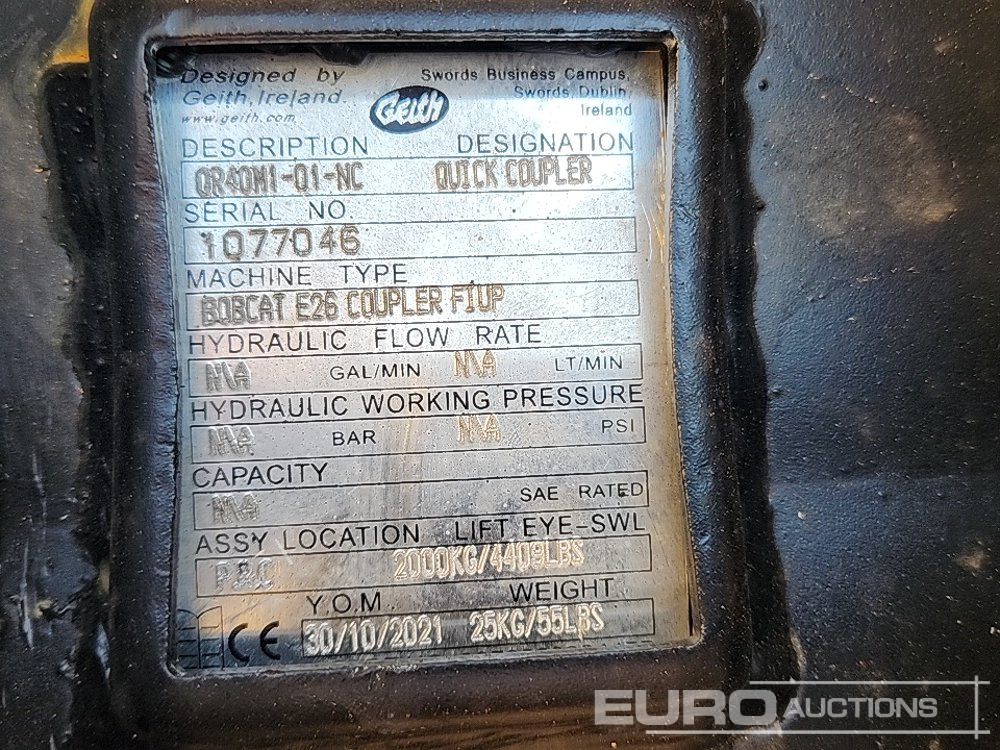 Designed by
Geith, Ireland.
www.geith.com
GEITH
Swords Business Campus,
Swords, Dublin,
Ireland
DESCRIPTION DESIGNATION
QR40M1-01-NC QUICK COUPLER
SERIAL NO.
1077046
MACHINE TYPE
BOBCAT E26 COUPLER FIUP
HYDRAULIC FLOW RATE
N\A GAL/MIN N\A LT/MIN
HYDRAULIC WORKING PRESSURE
N\A BAR N\A PSI
CAPACITY
N\A SAE RATED
ASSY LOCATION LIFT EYE-SWL
P&C 2000KG/4409LBS
Y.O.M WEIGHT
CE 30/10/2021 25KG/55LBS
EURO AUCTIONS